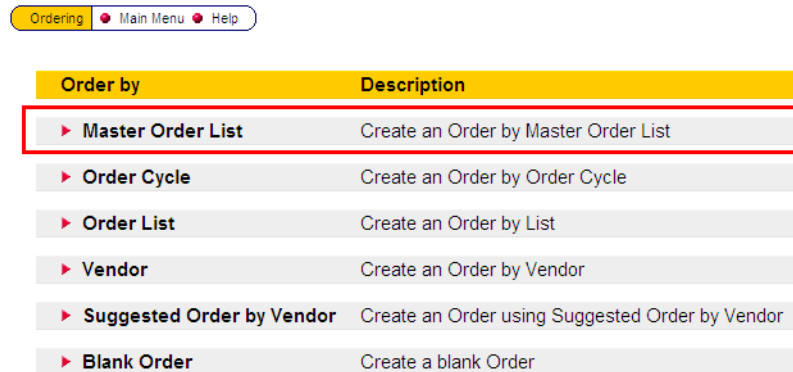 Ordering Main Menu Help
Order by Description
Master Order List Create an Order by Master Order List
Order Cycle Create an Order by Order Cycle
Order List Create an Order by List
Vendor Create an Order by Vendor
Suggested Order by Vendor Create an Order using Suggested Order by Vendor
Blank Order Create a blank Order